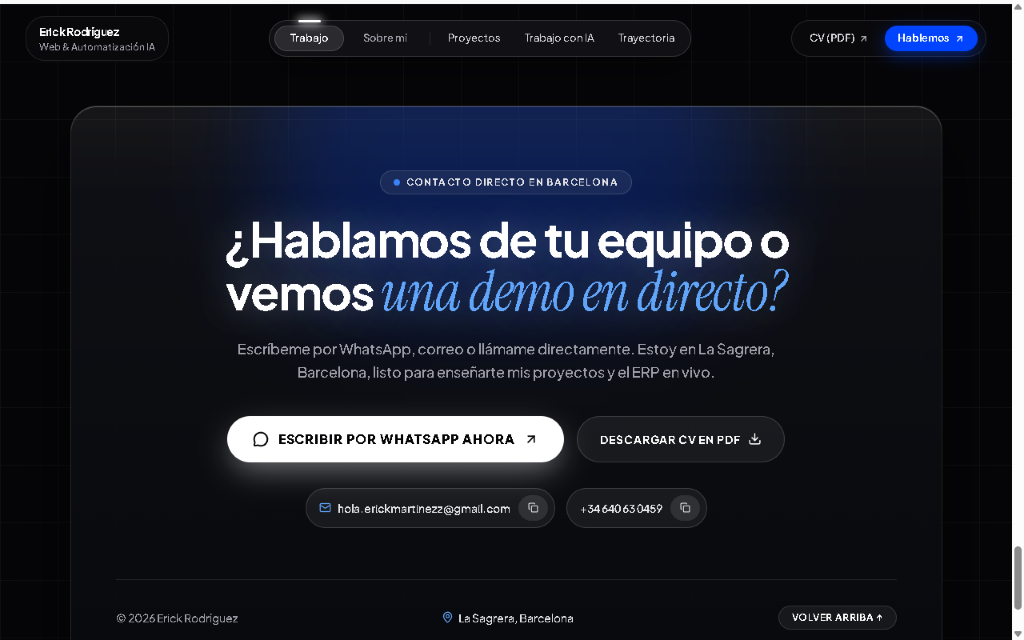 Erick Rodríguez
Web & Automatización IA
Trabajo
Sobre mí
Proyectos
Trabajo con IA
Trayectoria
CV (PDF) ↗
Hablemos ↗
CONTACTO DIRECTO EN BARCELONA
¿Hablamos de tu equipo o
vemos una demo en directo?
Escríbeme por WhatsApp, correo o llámame directamente. Estoy en La Sagrera,
Barcelona, listo para enseñarte mis proyectos y el ERP en vivo.
ESCRIBIR POR WHATSAPP AHORA ↗
DESCARGAR CV EN PDF
hola.erickmartinezz@gmail.com
+34 640 63 0459
© 2026 Erick Rodríguez
La Sagrera, Barcelona
VOLVER ARRIBA ↑